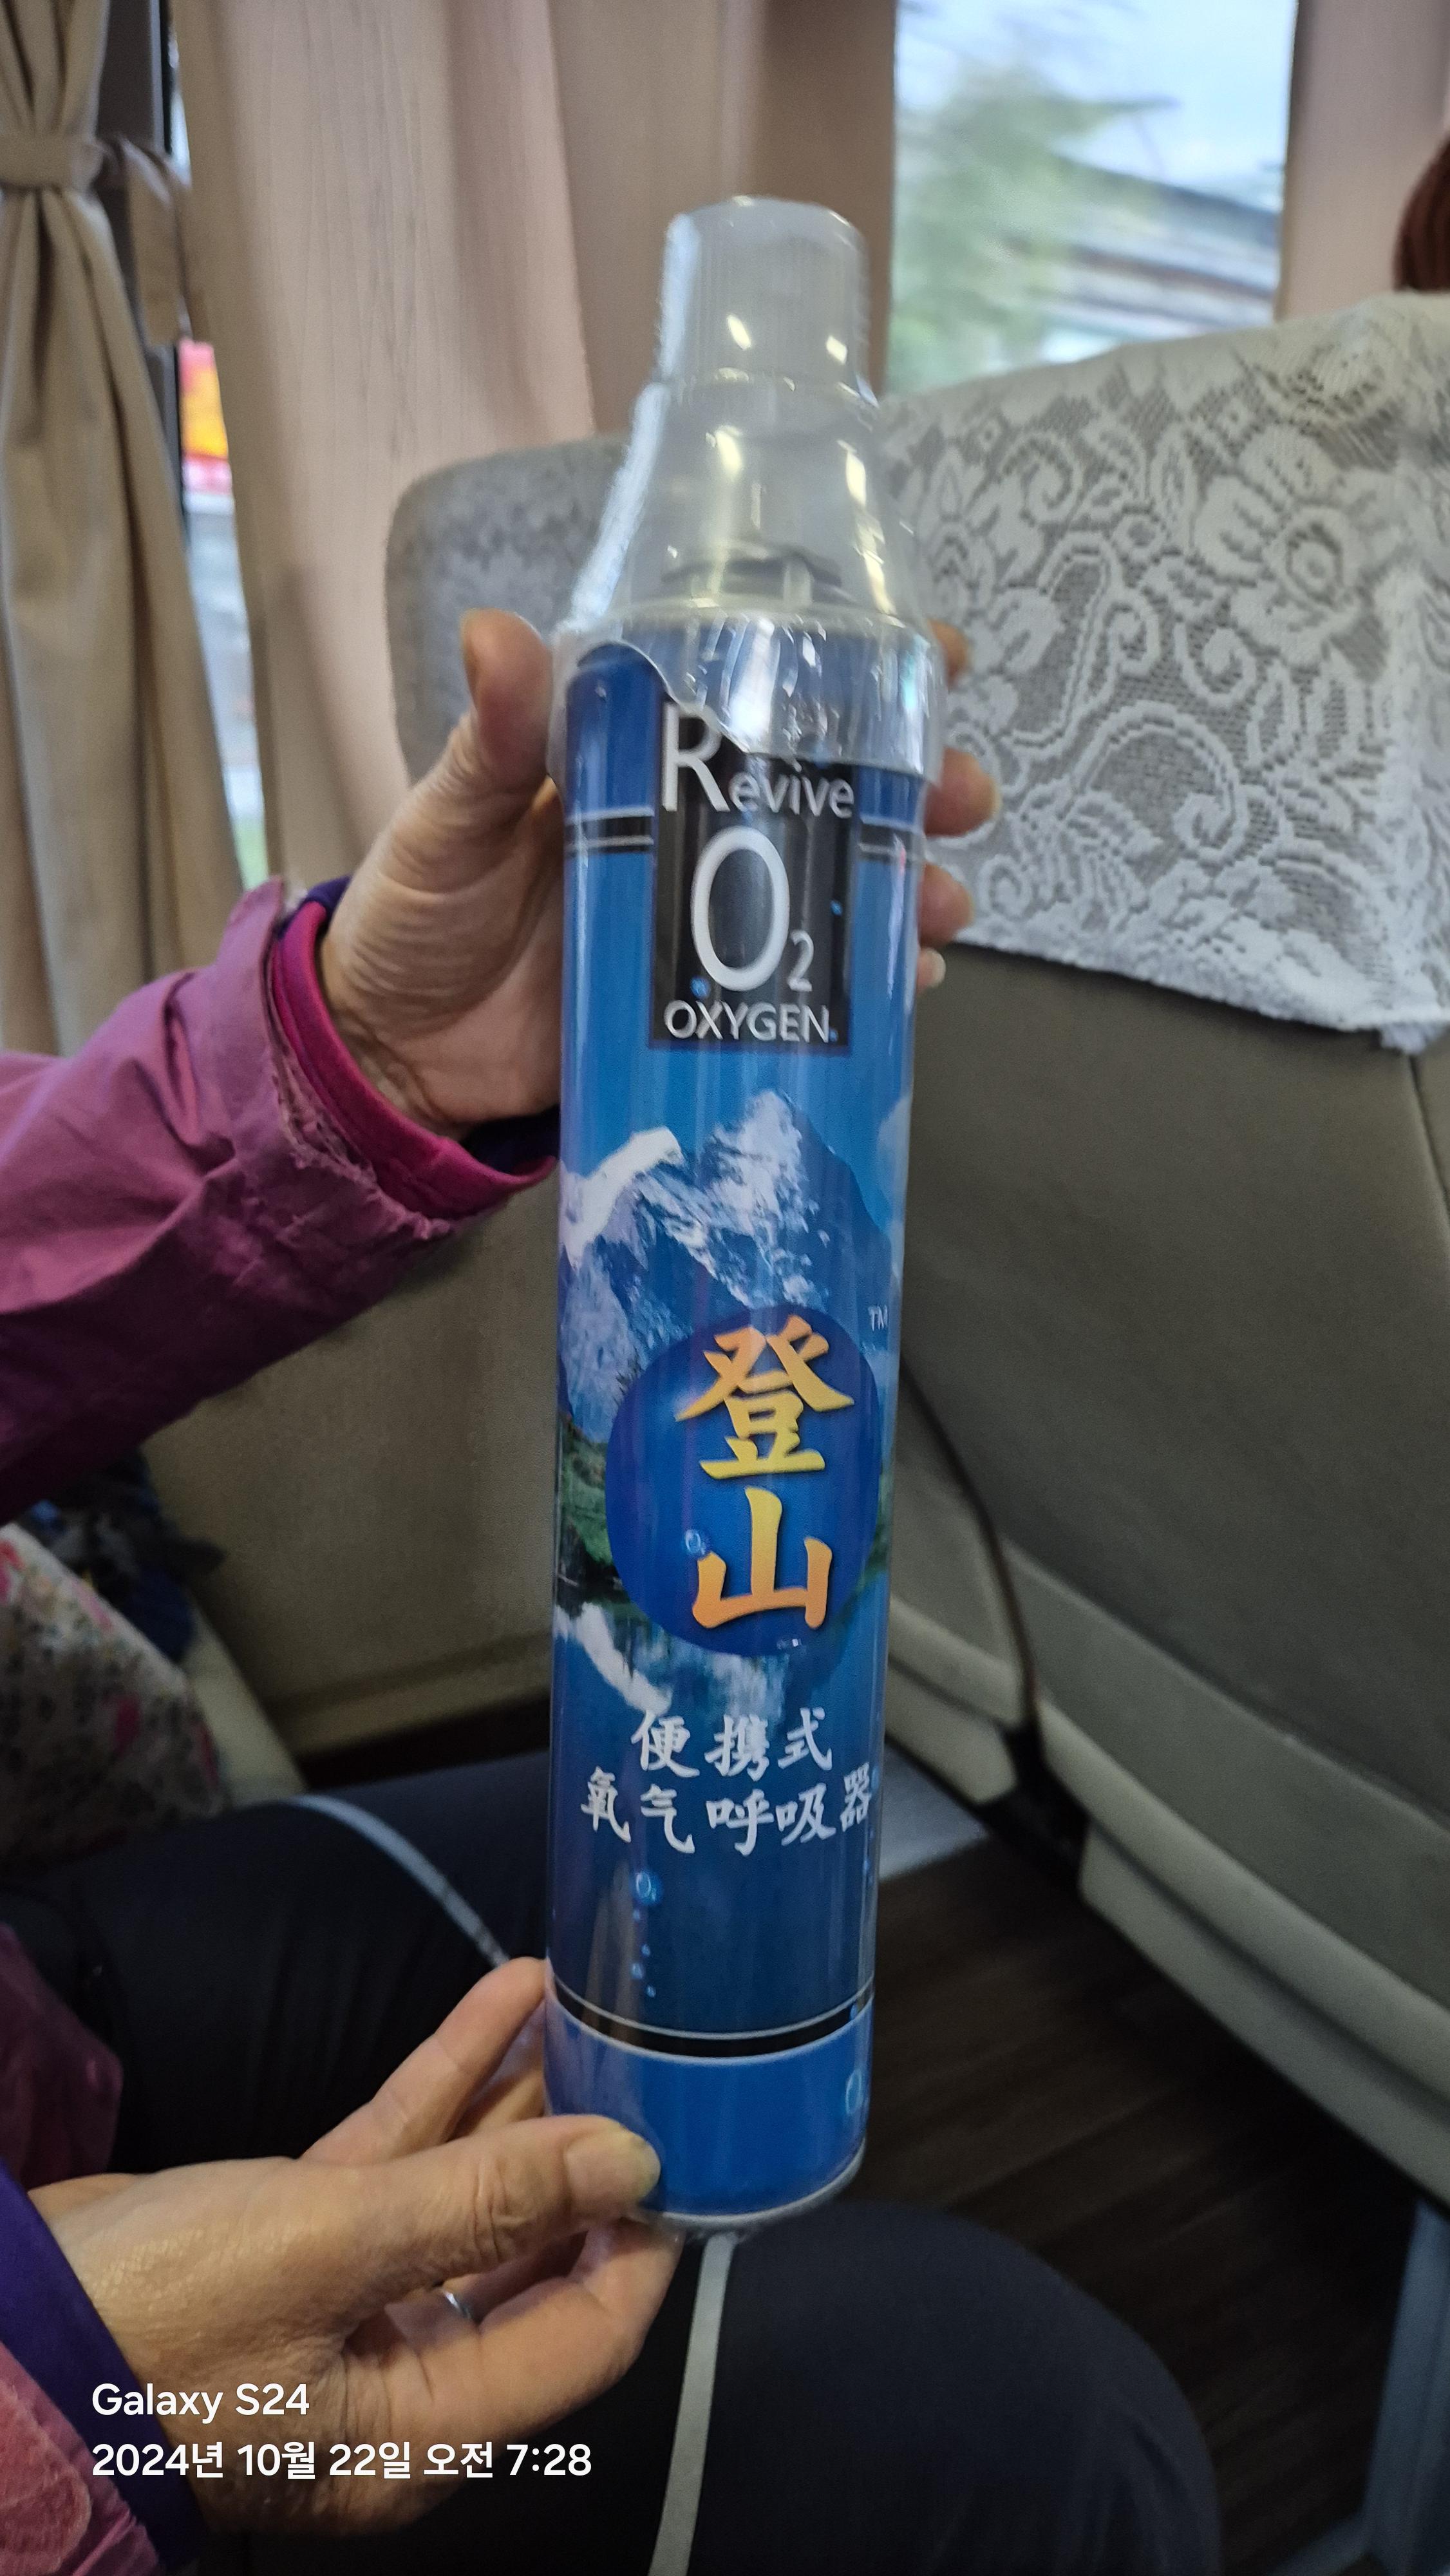 Revive
O2
OXYGEN
TM
登
山
便携式
氧气呼吸器
Galaxy S24
2024년 10월 22일 오전 7:28